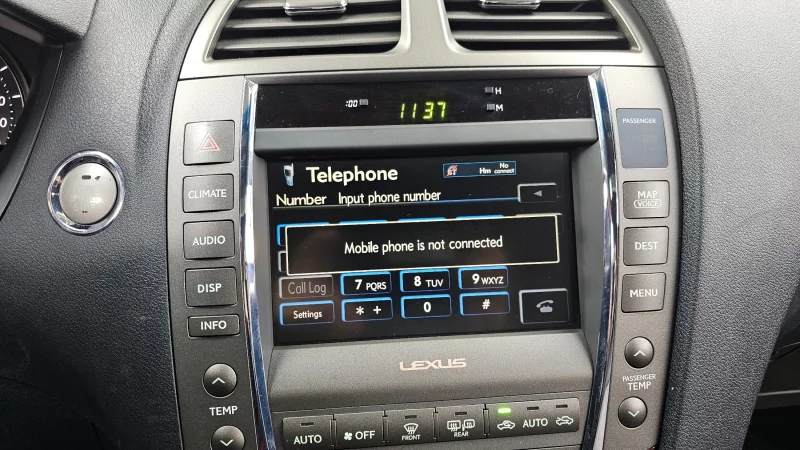 :00
1137
H
M
PASSENGER
Telephone
Hm
No connect
CLIMATE
AUDIO
DISP
INFO
Number Input phone number
Mobile phone is not connected
Call Log
7 PQRS
8 TUV
9 WXYZ
Settings
* +
0
#
MAP
VOICE
DEST
MENU
LEXUS
TEMP
PASSENGER
TEMP
AUTO
OFF
FRONT
REAR
AUTO